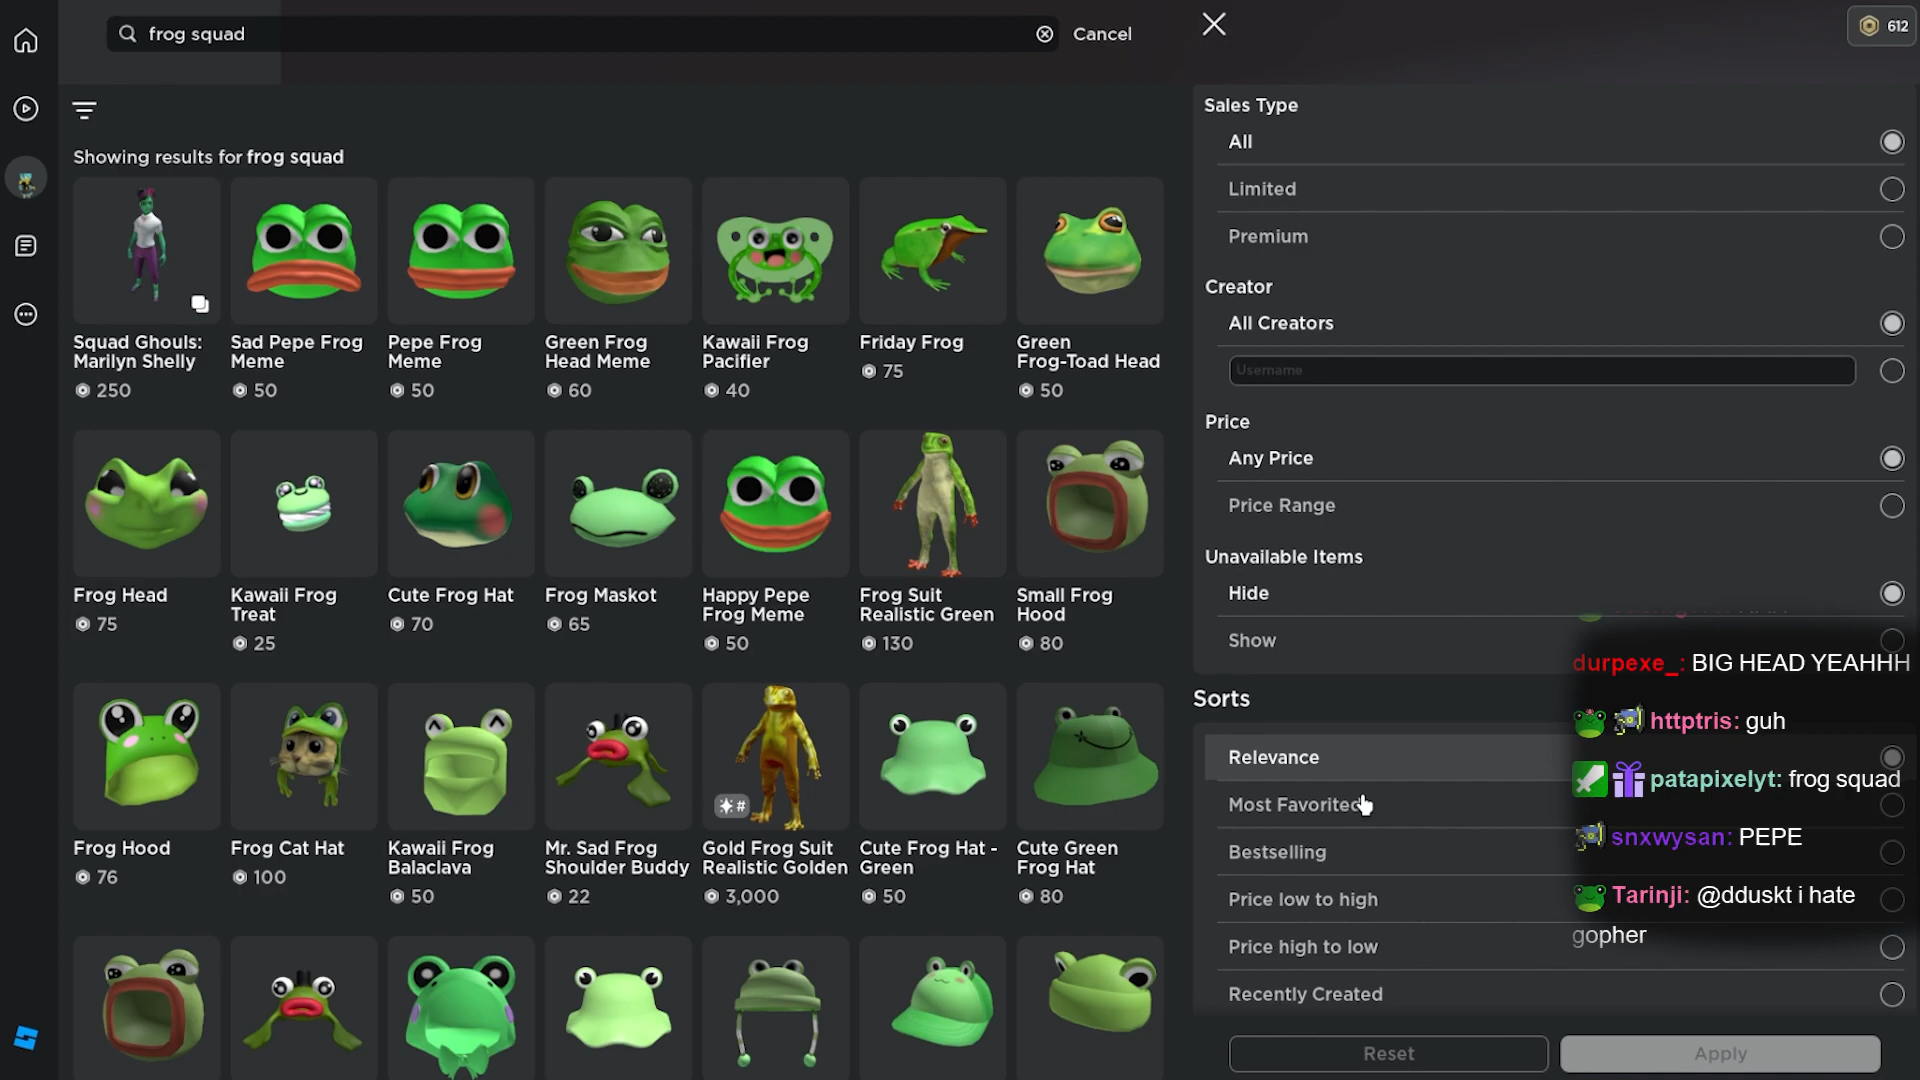 frog squad
Cancel
612
Showing results for frog squad
Squad Ghouls: Marilyn Shelly
250
Sad Pepe Frog Meme
50
Pepe Frog Meme
50
Green Frog Head Meme
60
Kawaii Frog Pacifier
40
Friday Frog
75
Green Frog-Toad Head
50
Frog Head
75
Kawaii Frog Treat
25
Cute Frog Hat
70
Frog Maskot
65
Happy Pepe Frog Meme
50
Frog Suit Realistic Green
130
Small Frog Hood
80
Frog Hood
76
Frog Cat Hat
100
Kawaii Frog Balaclava
50
Mr. Sad Frog Shoulder Buddy
22
#
Gold Frog Suit Realistic Golden
3,000
Cute Frog Hat - Green
50
Cute Green Frog Hat
80
Sales Type
All
Limited
Premium
Creator
All Creators
Username
Price
Any Price
Price Range
Unavailable Items
Hide
Show
Sorts
Relevance
Most Favorited
Bestselling
Price low to high
Price high to low
Recently Created
Reset
Apply
durpexe_: BIG HEAD YEAHHH
httptris: guh
patapixelyt: frog squad
snxwysan: PEPE
Tarinji: @dduskt i hate
gopher